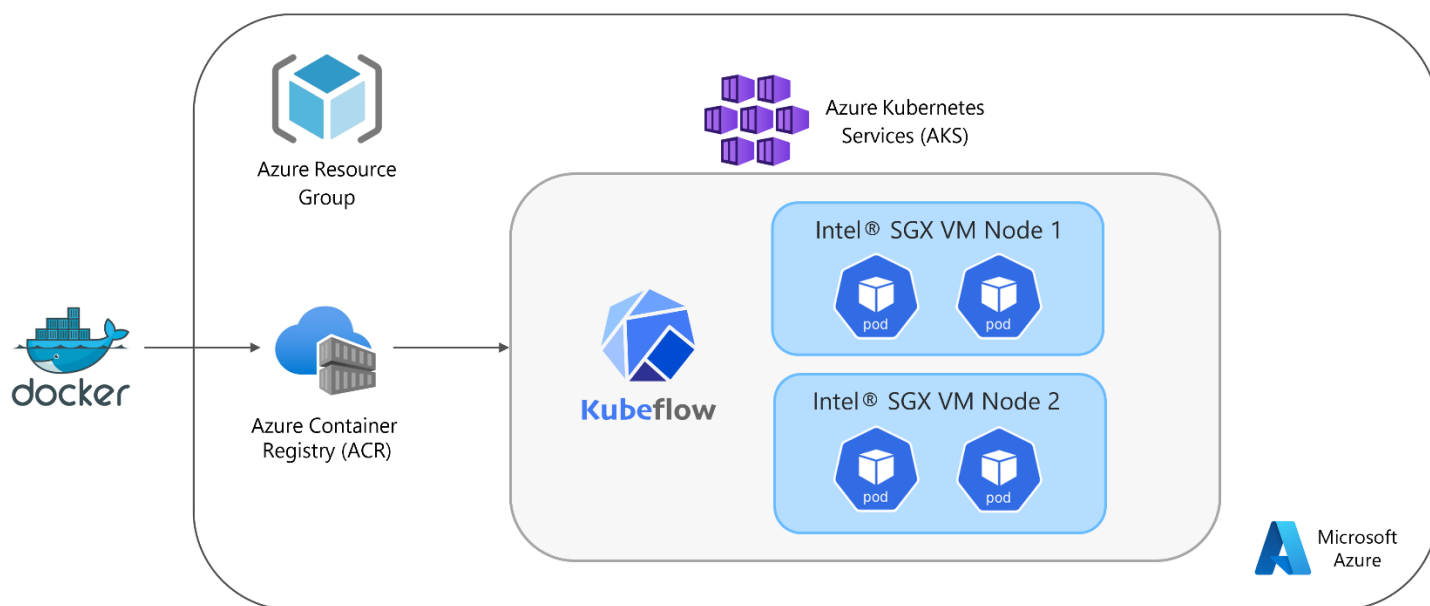 Azure Resource
Group
Azure Kubernetes
Services (AKS)
Intel® SGX VM Node 1
pod
pod
docker
Azure Container
Registry (ACR)
Kubeflow
Intel® SGX VM Node 2
pod
pod
Microsoft
Azure